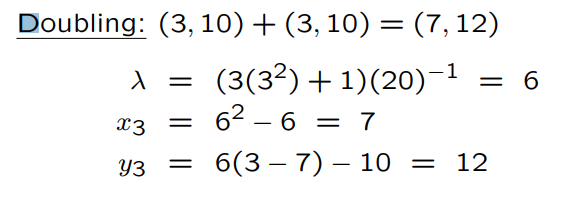 Doubling: (3, 10) + (3, 10) = (7, 12)
λ = (3(3²) + 1)(20)⁻¹ = 6
x₃ = 6² – 6 = 7
y₃ = 6(3 – 7) – 10 = 12